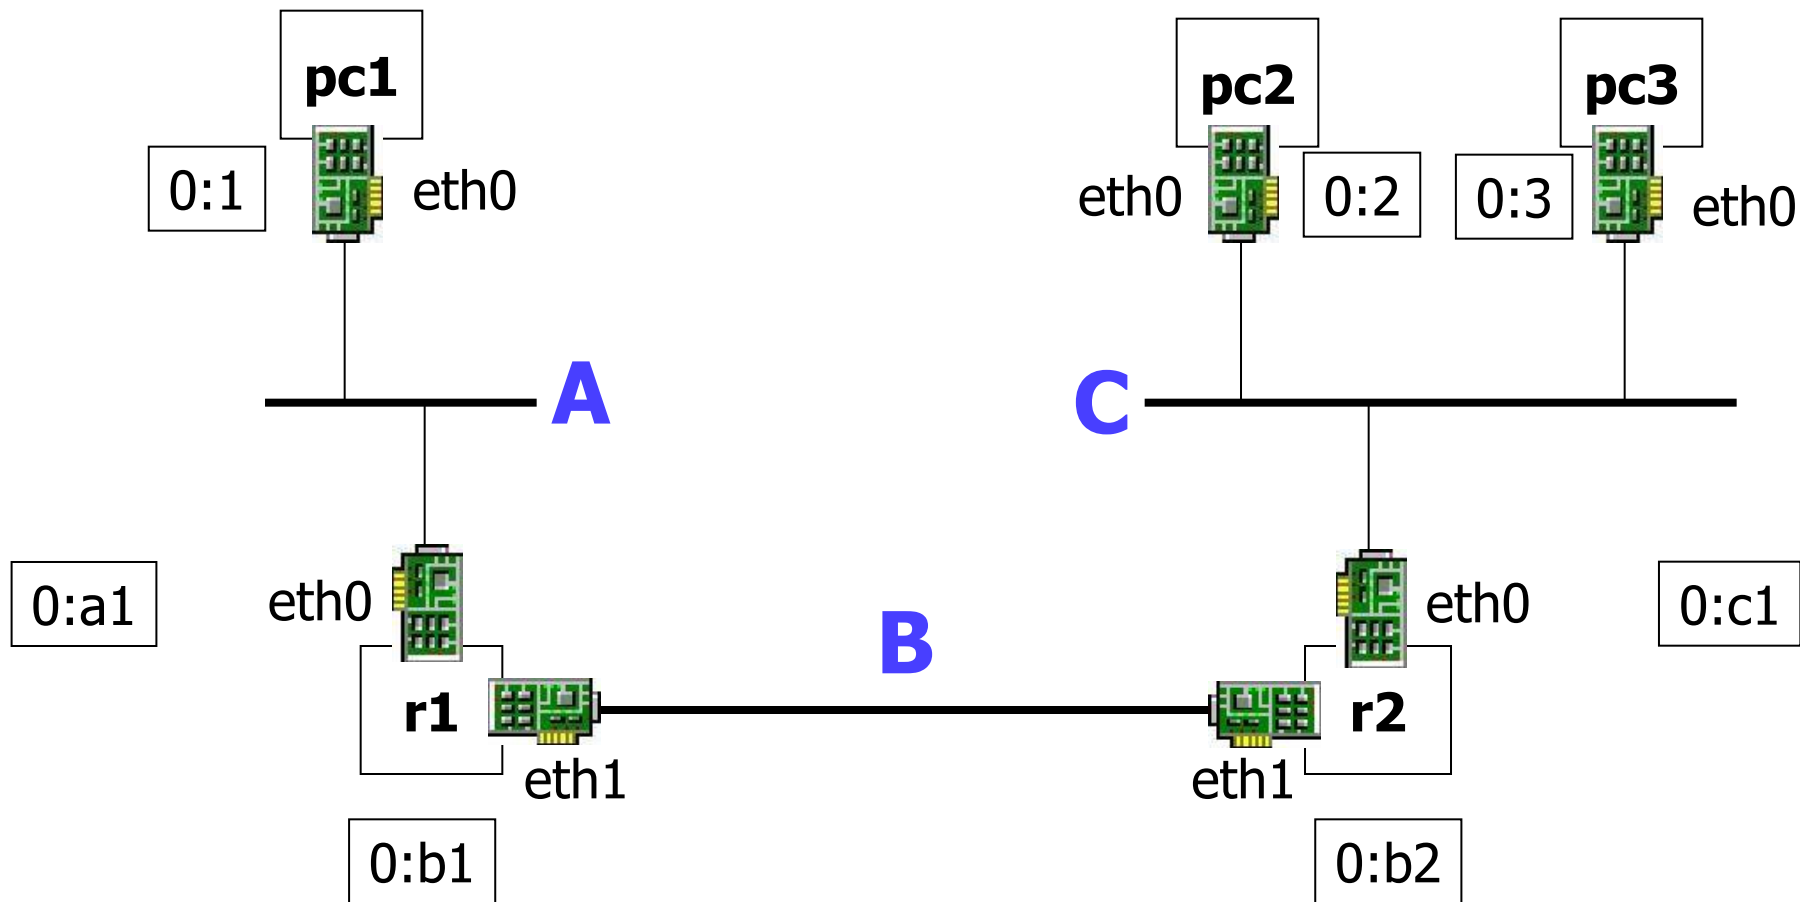 pc1
pc2
pc3
0:1
eth0
eth0
0:2
0:3
eth0
A
C
0:a1
eth0
eth0
0:c1
B
r1
r2
eth1
eth1
0:b1
0:b2